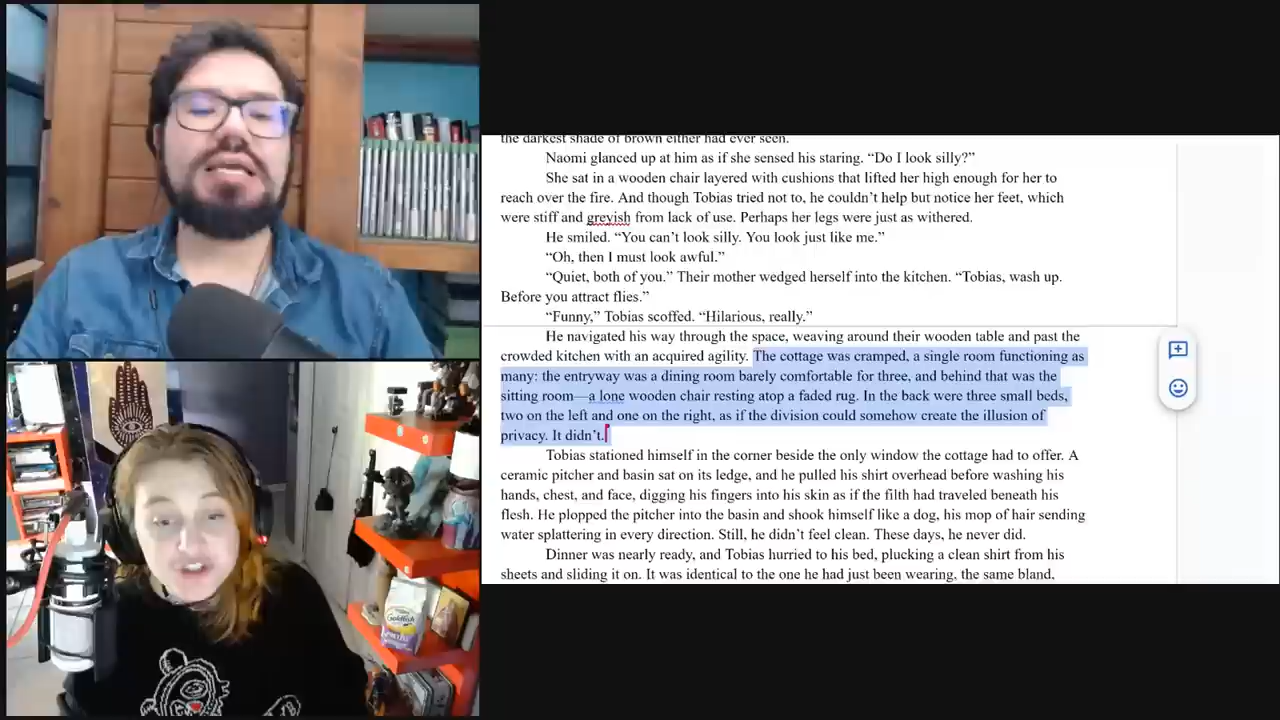 the darkest shade of brown either had ever seen.
Naomi glanced up at him as if she sensed his staring. “Do I look silly?”
She sat in a wooden chair layered with cushions that lifted her high enough for her to
reach over the fire. And though Tobias tried not to, he couldn’t help but notice her feet, which
were stiff and greyish from lack of use. Perhaps her legs were just as withered.
He smiled. “You can’t look silly. You look just like me.”
“Oh, then I must look awful.”
“Quiet, both of you.” Their mother wedged herself into the kitchen. “Tobias, wash up.
Before you attract flies.”
“Funny,” Tobias scoffed. “Hilarious, really.”
He navigated his way through the space, weaving around their wooden table and past the
crowded kitchen with an acquired agility. The cottage was cramped, a single room functioning as
many: the entryway was a dining room barely comfortable for three, and behind that was the
sitting room—a lone wooden chair resting atop a faded rug. In the back were three small beds,
two on the left and one on the right, as if the division could somehow create the illusion of
privacy. It didn’t.
Tobias stationed himself in the corner beside the only window the cottage had to offer. A
ceramic pitcher and basin sat on its ledge, and he pulled his shirt overhead before washing his
hands, chest, and face, digging his fingers into his skin as if the filth had traveled beneath his
flesh. He plopped the pitcher into the basin and shook himself like a dog, his mop of hair sending
water splattering in every direction. Still, he didn’t feel clean. These days, he never did.
Dinner was nearly ready, and Tobias hurried to his bed, plucking a clean shirt from his
sheets and sliding it on. It was identical to the one he had just been wearing, the same bland,
Goldfish